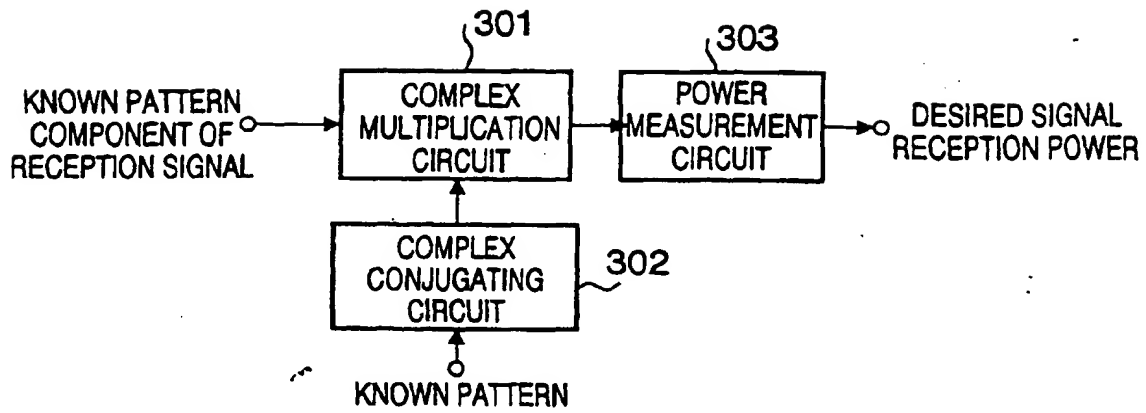 301
303
KNOWN PATTERN
COMPONENT OF
RECEPTION SIGNAL
COMPLEX
MULTIPLICATION
CIRCUIT
POWER
MEASUREMENT
CIRCUIT
DESIRED SIGNAL
RECEPTION POWER
COMPLEX
CONJUGATING
CIRCUIT
302
KNOWN PATTERN